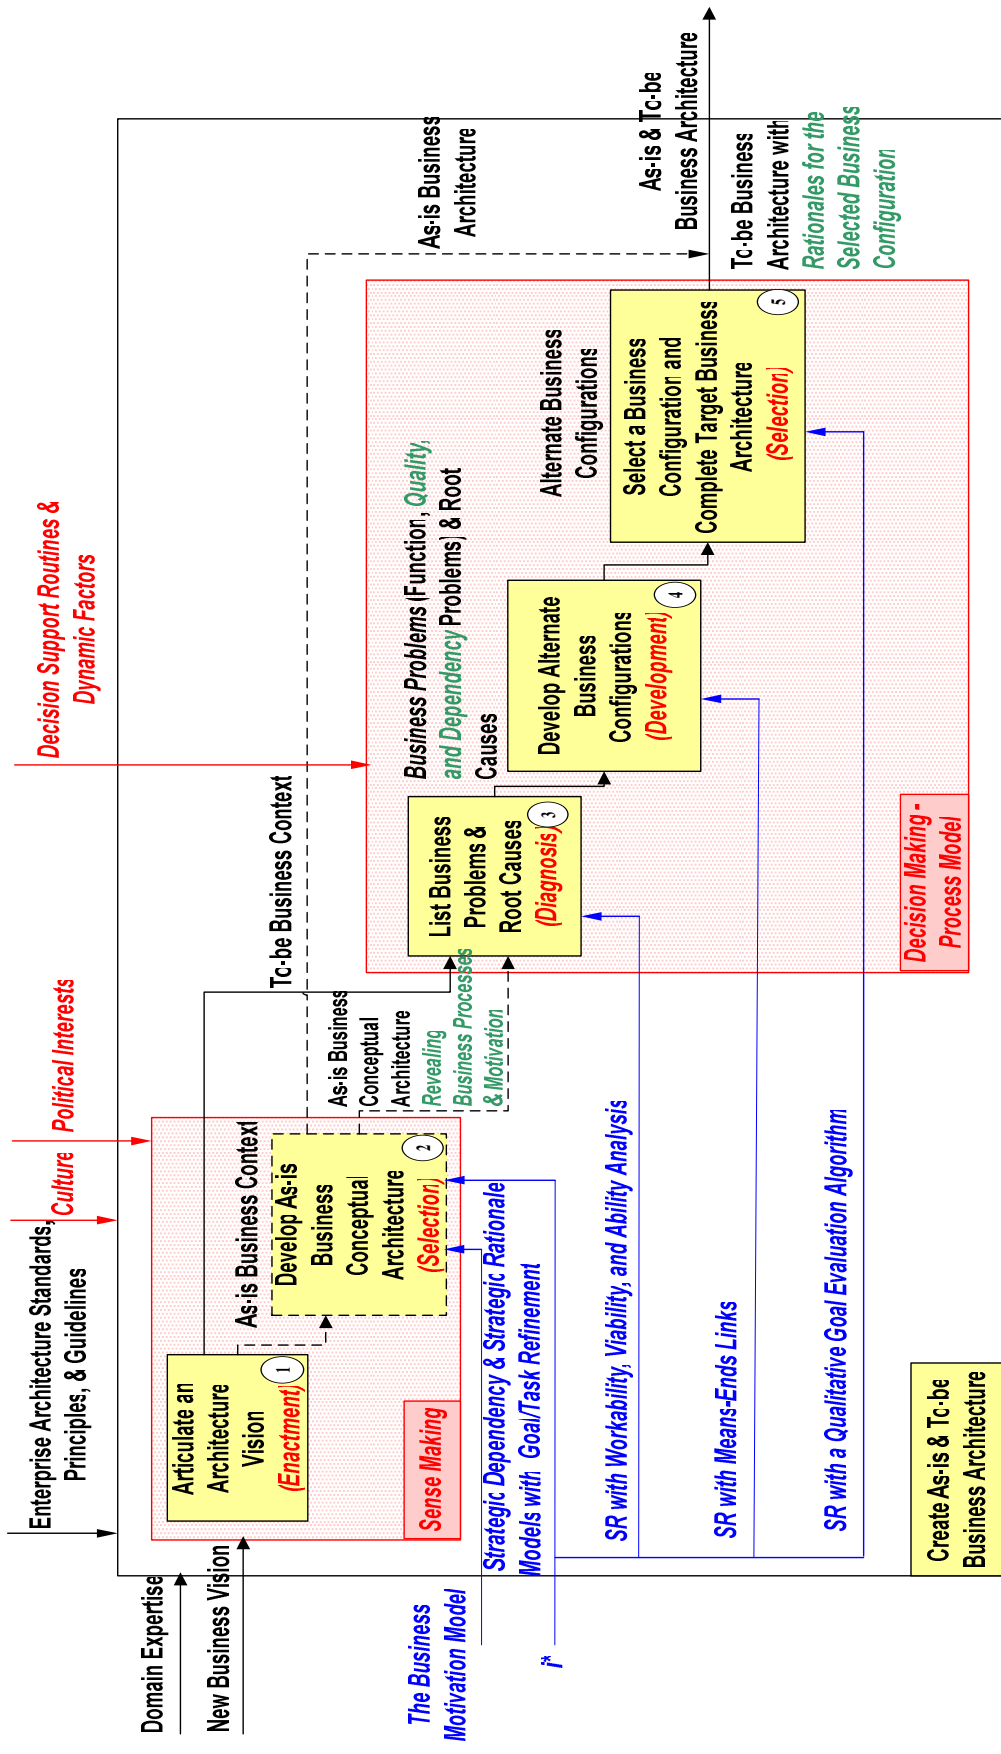 Enterprise Architecture Standards,
Principles, & Guidelines
Culture
Political Interests
Decision Support Routines &
Dynamic Factors
Domain Expertise
New Business Vision
Articulate an
Architecture
Vision
(Enactment)
1
As-is Business Context
Develop As-is
Business
Conceptual
Architecture
(Selection)
2
Sense Making
To-be Business Context
As-is Business
Conceptual
Architecture
Revealing
Business Processes
& Motivation
List Business
Problems &
Root Causes
(Diagnosis)
3
Business Problems (Function, Quality,
and Dependency Problems) & Root
Causes
Develop Alternate
Business
Configurations
(Development)
4
Alternate Business
Configurations
Select a Business
Configuration and
Complete Target Business
Architecture
(Selection)
5
Decision Making -
Process Model
As-is Business
Architecture
As-is & To-be
Business Architecture
To-be Business
Architecture with
Rationales for the
Selected Business
Configuration
The Business
Motivation Model
i*
Strategic Dependency & Strategic Rationale
Models with Goal/Task Refinement
SR with Workability, Viability, and Ability Analysis
SR with Means-Ends Links
SR with a Qualitative Goal Evaluation Algorithm
Create As-is & To-be
Business Architecture